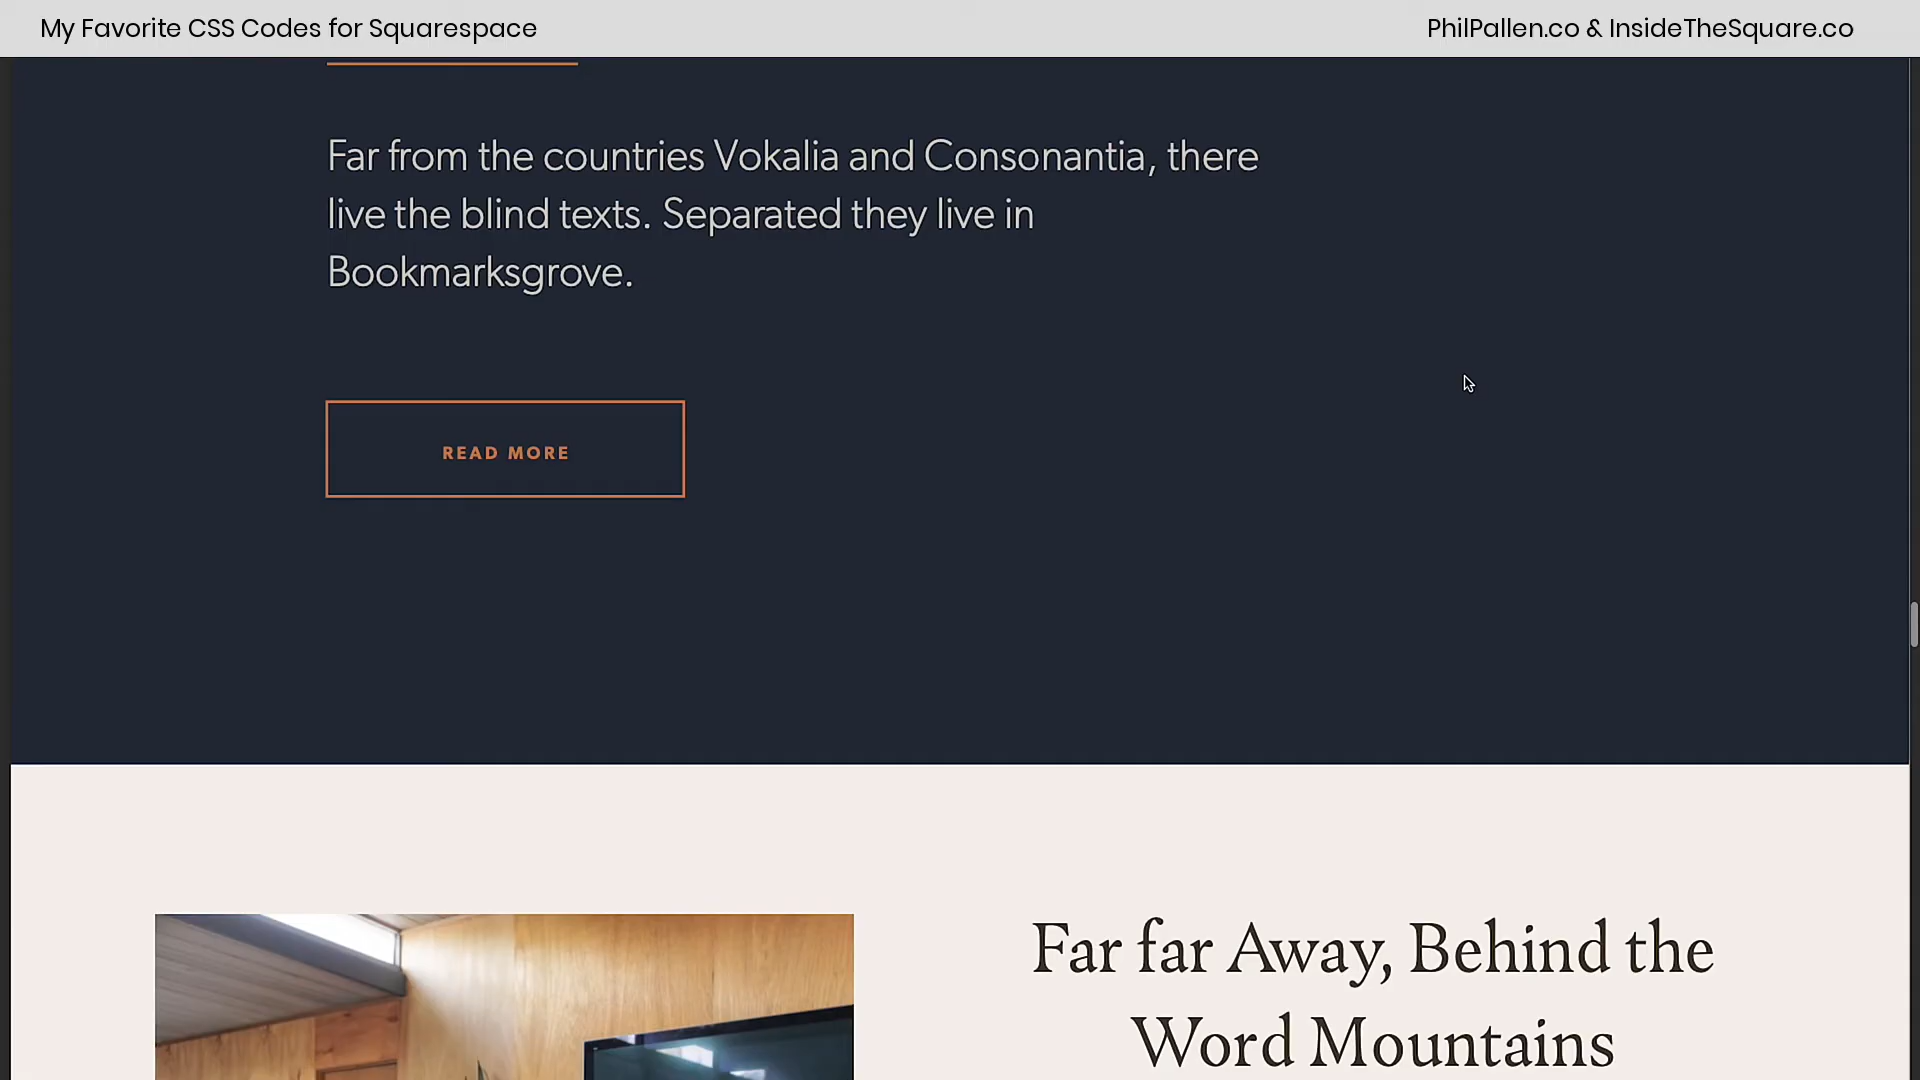 My Favorite CSS Codes for Squarespace
PhilPallen.co & InsideTheSquare.co
Far from the countries Vokalia and Consonantia, there
live the blind texts. Separated they live in
Bookmarksgrove.
READ MORE
Far far Away, Behind the
Word Mountains